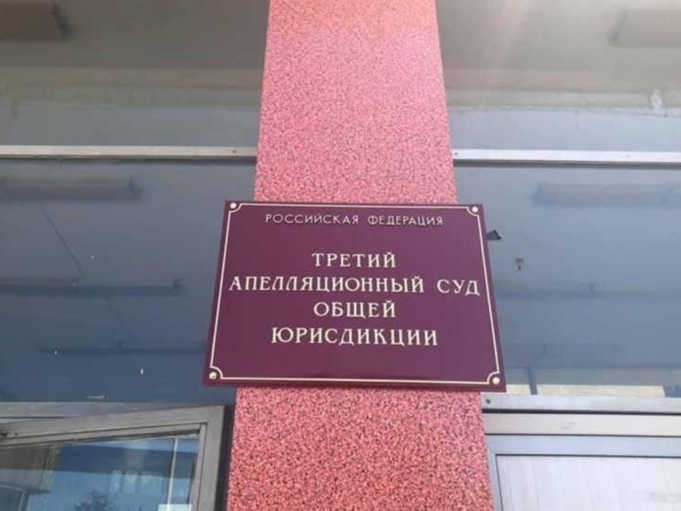 РОССИЙСКАЯ ФЕДЕРАЦИЯ
ТРЕТИЙ
АПЕЛЛЯЦИОННЫЙ СУД
ОБЩЕЙ
ЮРИСДИКЦИИ